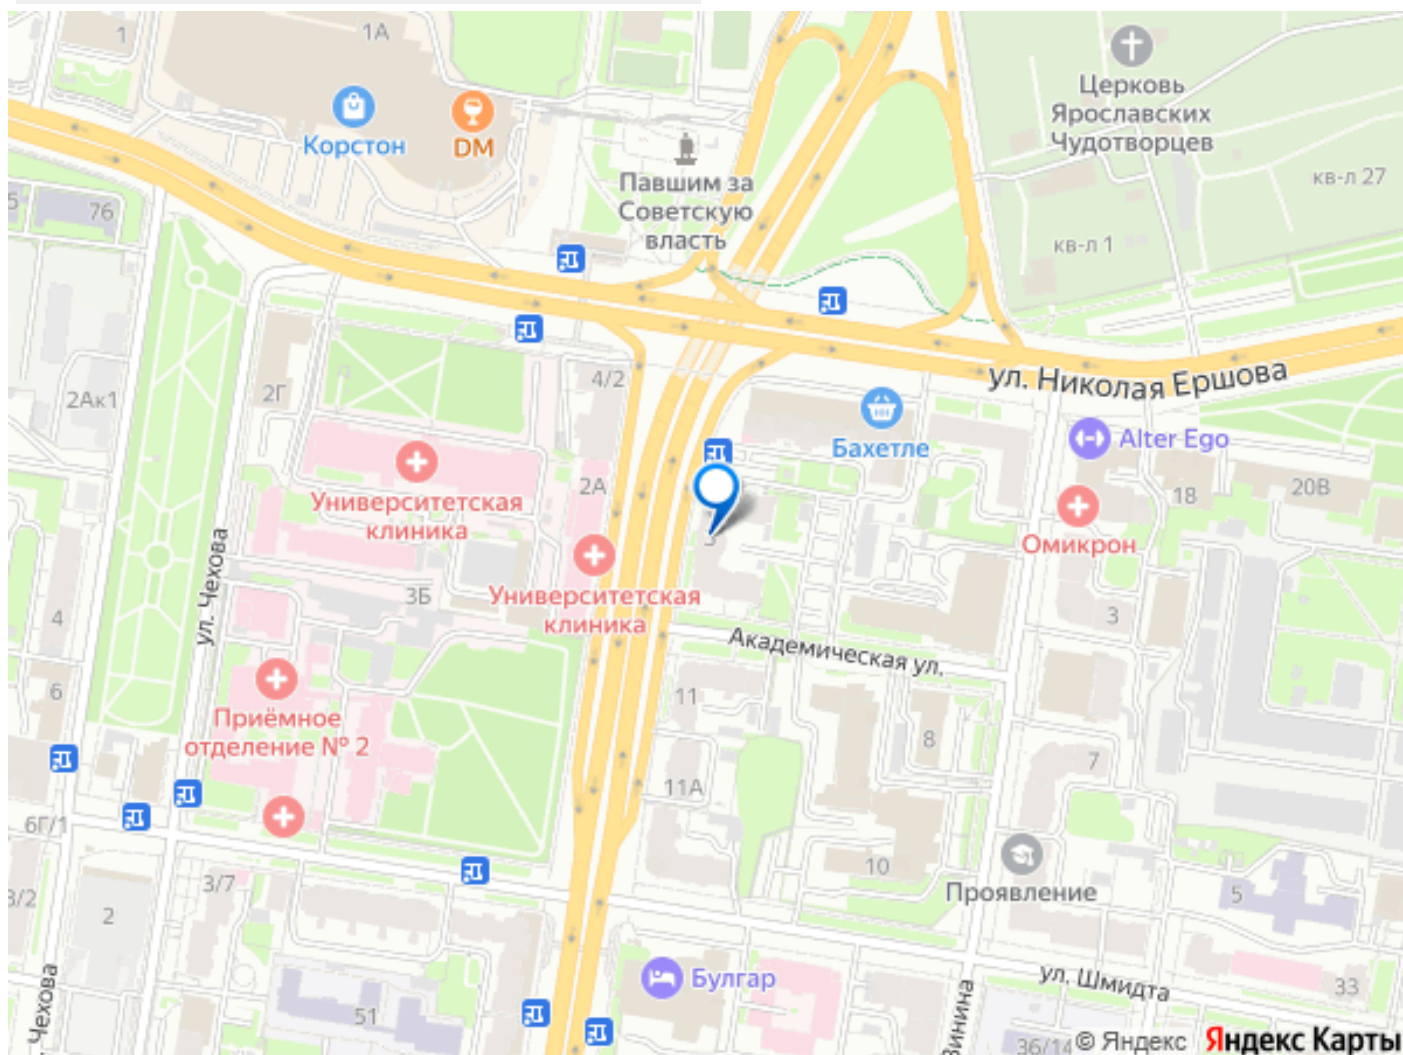 1
1А
Корстон
DM
Церковь
Ярославских
Чудотворцев
Павшим за
Советскую
власть
кв-л 27
кв-л 1
5
76
ул. Николая Ершова
4/2
2Г
2Ак1
Бахетле
Alter Ego
Университетская
клиника
2А
18
20В
Омикрон
3
ул. Чехова
3Б
Университетская
клиника
4
3
Академическая ул.
6
Приёмное
отделение № 2
11
8
7
11А
6Г/1
10
3/7
3/2
2
Проявление
5
Булгар
ул. Шмидта
33
51
Чехова
Зинина
36/14
© Яндекс
Яндекс Карты